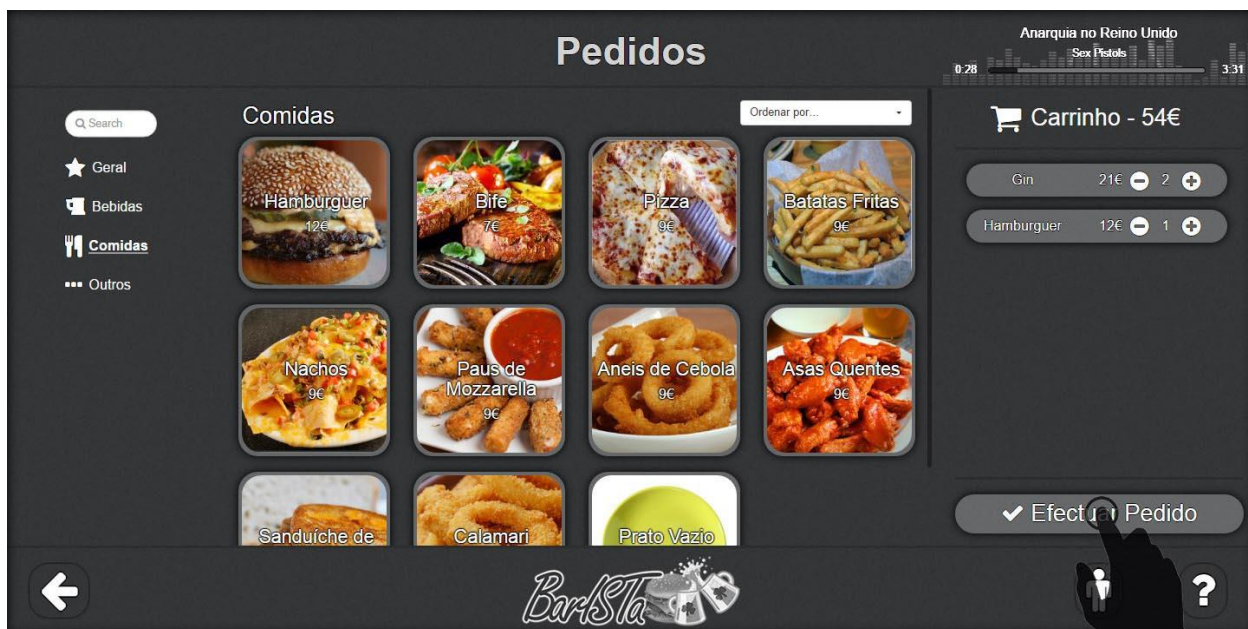 Pedidos
Anarquia no Reino Unido
Sex Pistols
0:28
3:31
Search
Geral
Bebidas
Comidas
Outros
Comidas
Ordenar por...
Hamburguer
12€
Bife
7€
Pizza
9€
Batatas Fritas
9€
Nachos
9€
Paus de
Mozzarella
9€
Aneis de Cebola
9€
Asas Quentes
9€
Sanduíche de
Calamari
Prato Vazio
Carrinho - 54€
Gin 21€ 2
Hamburguer 12€ 1
Efectuar Pedido
BarISTa
?